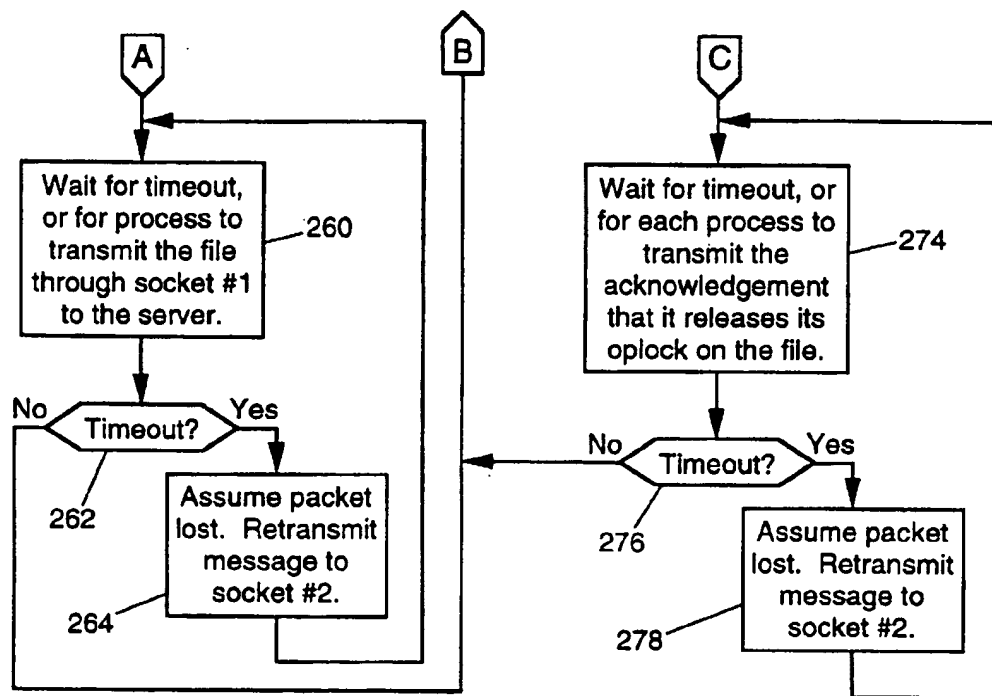 A
B
C
Wait for timeout,
or for process to
transmit the file
through socket #1
to the server.
260
Wait for timeout, or
for each process to
transmit the
acknowledgement
that it releases its
oplock on the file.
274
No
Timeout?
Yes
262
Assume packet
lost. Retransmit
message to
socket #2.
264
No
Timeout?
Yes
276
Assume packet
lost. Retransmit
message to
socket #2.
278